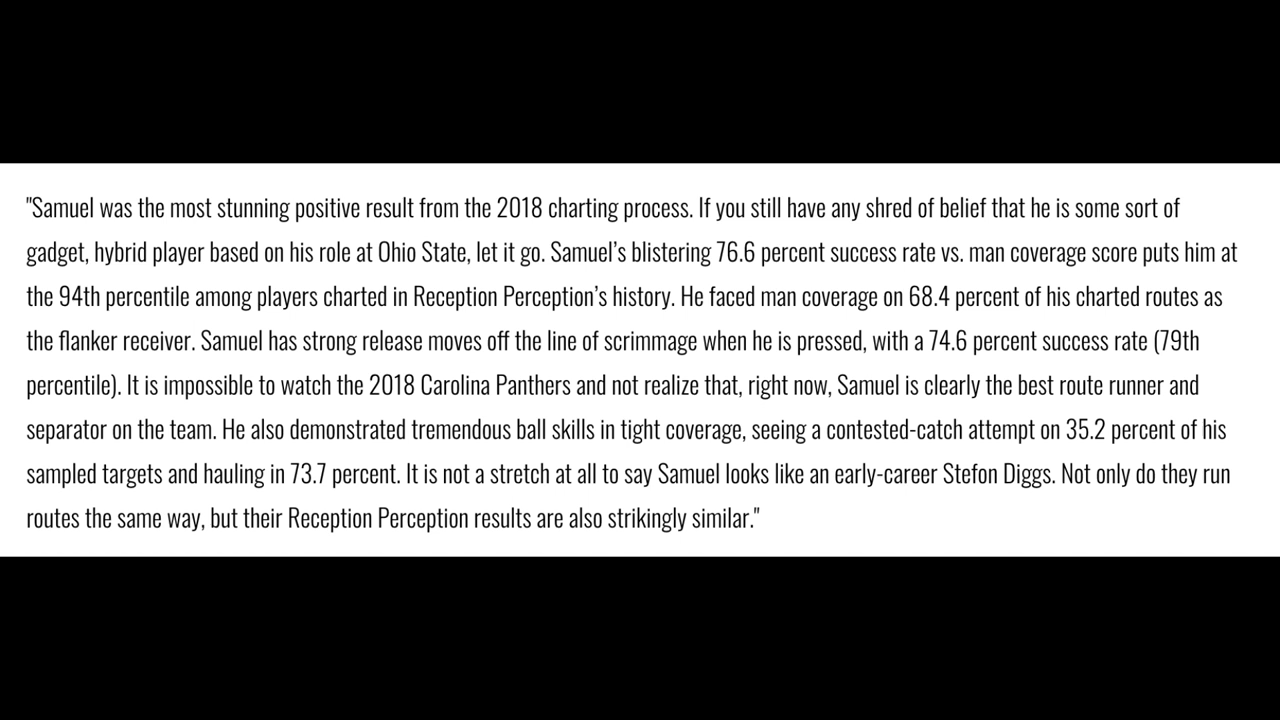 "Samuel was the most stunning positive result from the 2018 charting process. If you still have any shred of belief that he is some sort of
gadget, hybrid player based on his role at Ohio State, let it go. Samuel’s blistering 76.6 percent success rate vs. man coverage score puts him at
the 94th percentile among players charted in Reception Perception’s history. He faced man coverage on 68.4 percent of his charted routes as
the flanker receiver. Samuel has strong release moves off the line of scrimmage when he is pressed, with a 74.6 percent success rate (79th
percentile). It is impossible to watch the 2018 Carolina Panthers and not realize that, right now, Samuel is clearly the best route runner and
separator on the team. He also demonstrated tremendous ball skills in tight coverage, seeing a contested-catch attempt on 35.2 percent of his
sampled targets and hauling in 73.7 percent. It is not a stretch at all to say Samuel looks like an early-career Stefon Diggs. Not only do they run
routes the same way, but their Reception Perception results are also strikingly similar."